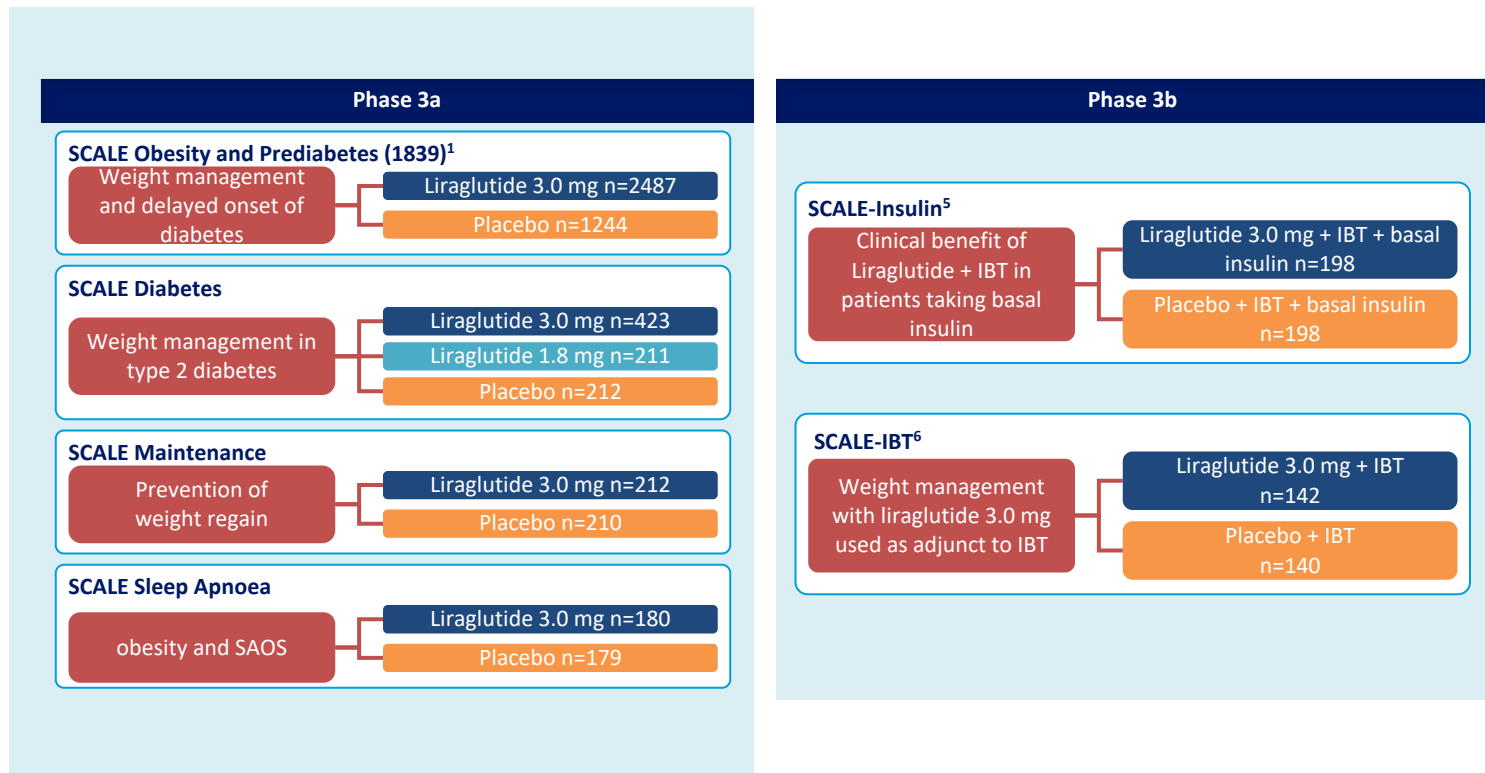 Phase 3a
SCALE Obesity and Prediabetes (1839)1
Weight management
and delayed onset of
diabetes
Liraglutide 3.0 mg n=2487
Placebo n=1244
SCALE Diabetes
Weight management in
type 2 diabetes
Liraglutide 3.0 mg n=423
Liraglutide 1.8 mg n=211
Placebo n=212
SCALE Maintenance
Prevention of
weight regain
Liraglutide 3.0 mg n=212
Placebo n=210
SCALE Sleep Apnoea
obesity and SAOS
Liraglutide 3.0 mg n=180
Placebo n=179
Phase 3b
SCALE-Insulin5
Clinical benefit of
Liraglutide + IBT in
patients taking basal
insulin
Liraglutide 3.0 mg + IBT + basal
insulin n=198
Placebo + IBT + basal insulin
n=198
SCALE-IBT6
Weight management
with liraglutide 3.0 mg
used as adjunct to IBT
Liraglutide 3.0 mg + IBT
n=142
Placebo + IBT
n=140